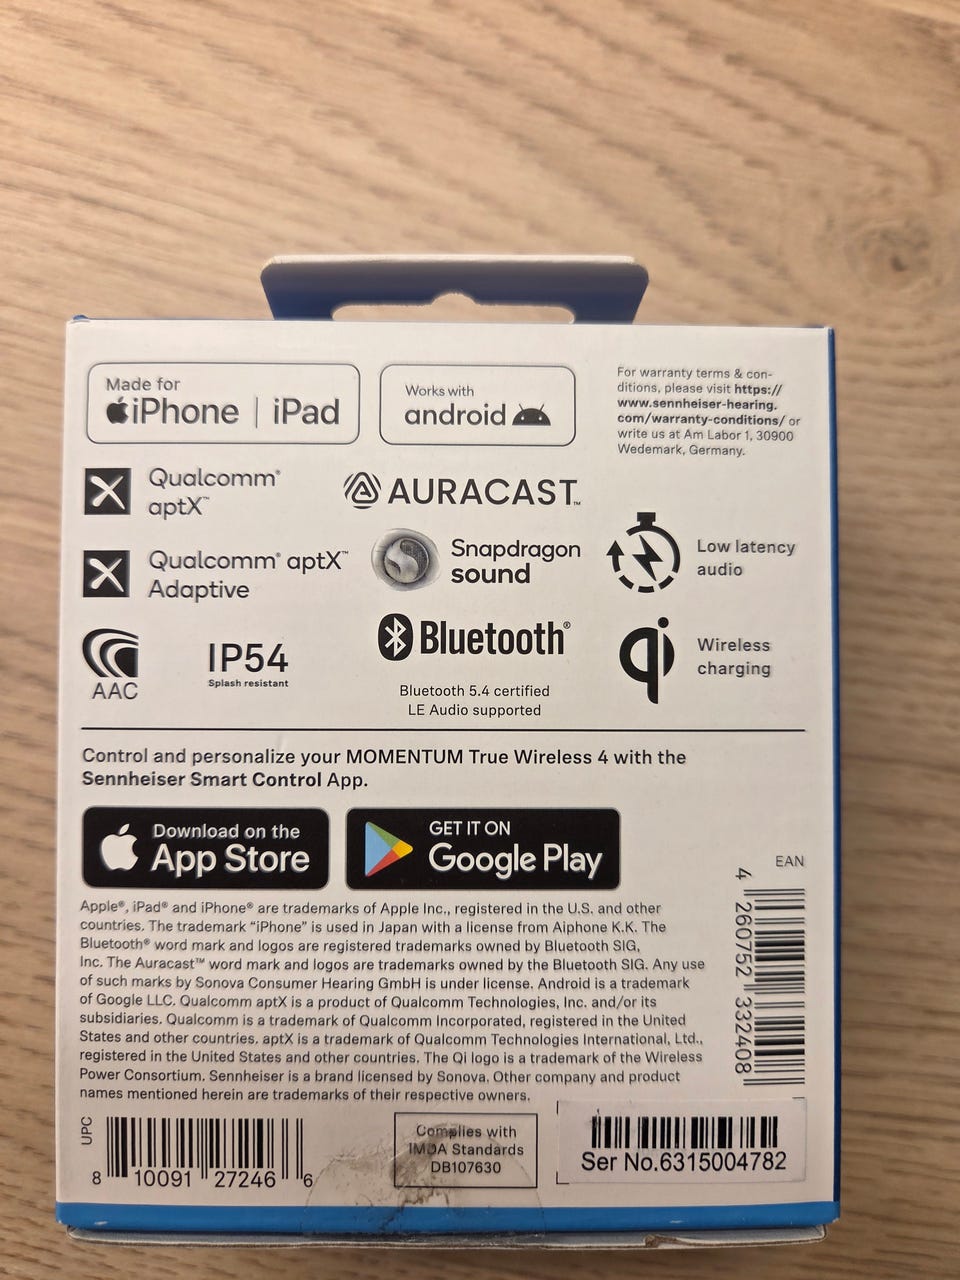 Made for
iPhone | iPad
Works with
android
For warranty terms & con-
ditions, please visit https://
www.sennheiser-hearing.
com/warranty-conditions/ or
write us at Am Labor 1, 30900
Wedemark, Germany.
Qualcomm®
aptX™
AURACAST™
Qualcomm® aptX™
Adaptive
Snapdragon
sound
Low latency
audio
AAC
IP54
Splash resistant
Bluetooth®
Bluetooth 5.4 certified
LE Audio supported
qi
Wireless
charging
Control and personalize your MOMENTUM True Wireless 4 with the
Sennheiser Smart Control App.
Download on the
App Store
GET IT ON
Google Play
Apple®, iPad® and iPhone® are trademarks of Apple Inc., registered in the U.S. and other
countries. The trademark “iPhone” is used in Japan with a license from Aiphone K.K. The
Bluetooth® word mark and logos are registered trademarks owned by Bluetooth SIG,
Inc. The Auracast™ word mark and logos are trademarks owned by the Bluetooth SIG. Any use
of such marks by Sonova Consumer Hearing GmbH is under license. Android is a trademark
of Google LLC. Qualcomm aptX is a product of Qualcomm Technologies, Inc. and/or its
subsidiaries. Qualcomm is a trademark of Qualcomm Incorporated, registered in the United
States and other countries. aptX is a trademark of Qualcomm Technologies International, Ltd.,
registered in the United States and other countries. The Qi logo is a trademark of the Wireless
Power Consortium. Sennheiser is a brand licensed by Sonova. Other company and product
names mentioned herein are trademarks of their respective owners.
EAN
4 260752 332408
UPC
8 10091 27246 6
Complies with
IMDA Standards
DB107630
Ser No.6315004782